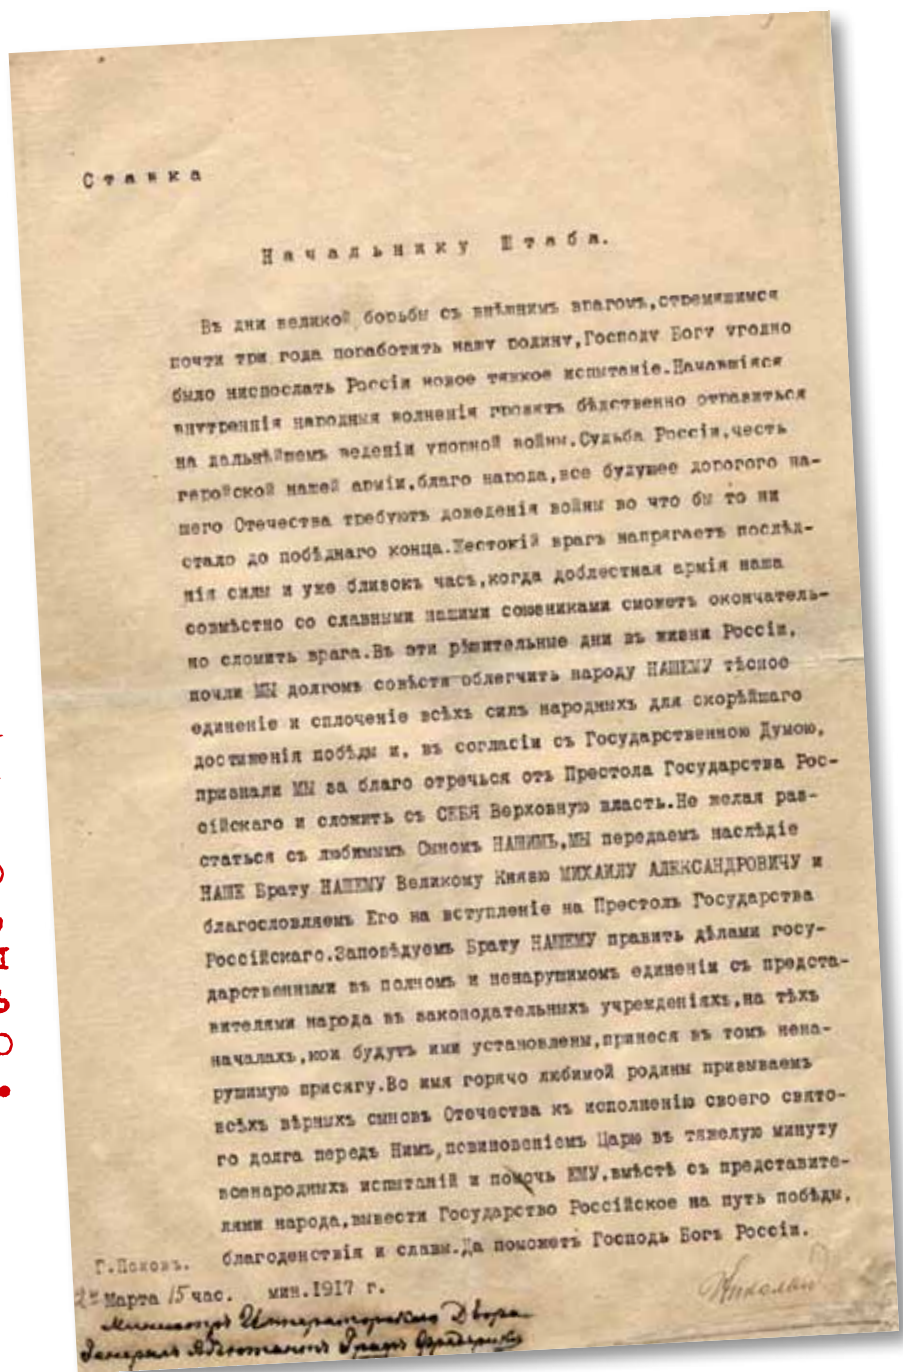 Ставка
Начальнику Штаба.
Въ дни великой борьбы съ внѣшнимъ врагомъ,стремящимся
почти три года поработить нашу родину,Господу Богу угодно
было ниспослать Россіи новое тяжкое испытаніе.Начавшіяся
внутреннія народныя волненія грозятъ бѣдственно отразиться
на дальнѣйшемъ веденіи упорной войны.Судьба Россіи,честь
геройской нашей арміи,благо народа,все будущее дорогого на-
шего Отечества требуютъ доведенія войны во что бы то ни
стало до побѣднаго конца.Жестокій врагъ напрягаетъ послѣд-
нія силы и уже близокъ часъ,когда доблестная армія наша
совмѣстно со славными нашими союзниками сможетъ окончатель-
но сломить врага.Въ эти рѣшительные дни въ жизни Россіи,
почли МЫ долгомъ совѣсти облегчить народу НАШЕМУ тѣсное
единеніе и сплоченіе всѣхъ силъ народныхъ для скорѣйшаго
достиженія побѣды и, въ согласіи съ Государственною Думою,
признали МЫ за благо отречься отъ Престола Государства Рос-
сійскаго и сложить съ СЕБЯ Верховную власть.Не желая раз-
статься съ любимымъ Сыномъ НАШИМЪ,МЫ передаемъ наслѣдіе
НАШЕ Брату НАШЕМУ Великому Князю МИХАИЛУ АЛЕКСАНДРОВИЧУ и
благословляемъ Его на вступленіе на Престолъ Государства
Россійскаго.Заповѣдуемъ Брату НАШЕМУ править дѣлами госу-
дарственными въ полномъ и ненарушимомъ единеніи съ предста-
вителями народа въ законодательныхъ учрежденіяхъ,на тѣхъ
началахъ,кои будутъ ими установлены,принеся въ томъ нена-
рушимую присягу.Во имя горячо любимой родины призываемъ
всѣхъ вѣрныхъ сыновъ Отечества къ исполненію своего свято-
го долга передъ Нимъ,повиновеніемъ Царю въ тяжелую минуту
всенародныхъ испытаній и помочь ЕМУ,вмѣстѣ съ представите-
лями народа,вывести Государство Россійское на путь побѣды,
благоденствія и славы.Да поможетъ Господь Богъ Россіи.
Г.Псковъ.
2 Марта 15 час. мин.1917 г.
Николай
Министръ Императорскаго Двора
Генералъ Адъютантъ Графъ Фредериксъ